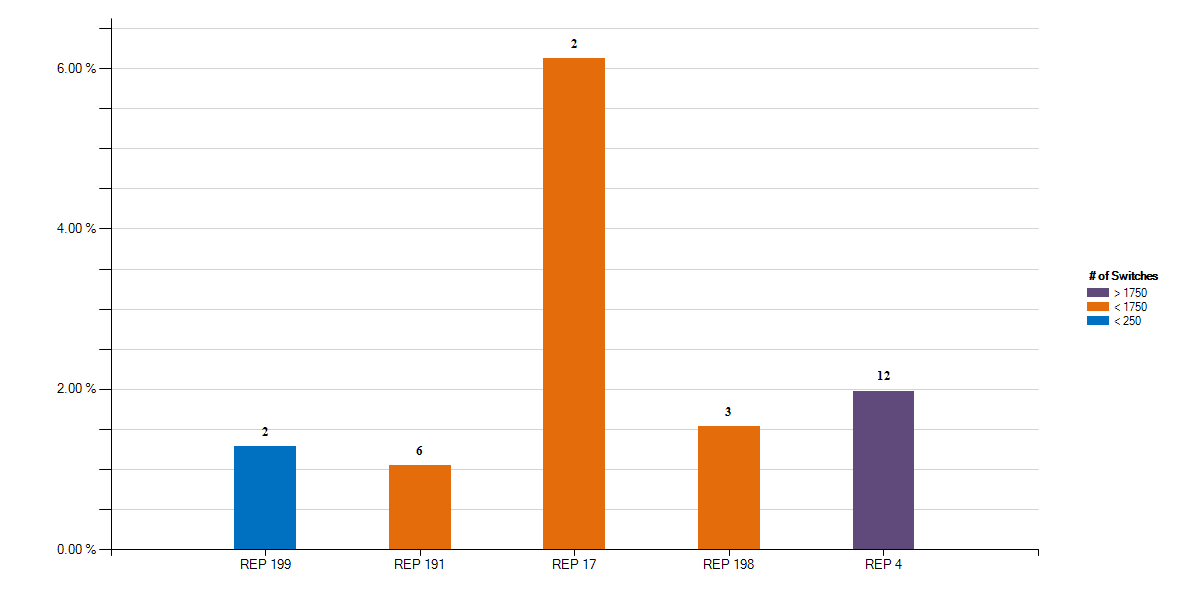 2
6.00 %
4.00 %
# of Switches
> 1750
< 1750
< 250
12
2.00 %
3
2
6
0.00 %
REP 199
REP 191
REP 17
REP 198
REP 4